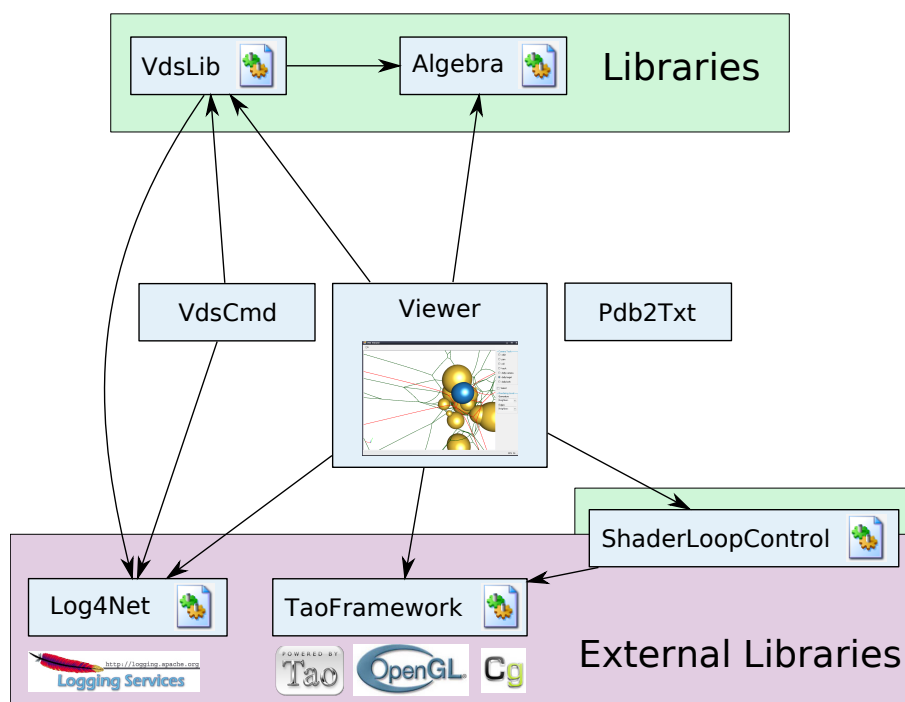 VdsLib
Algebra
Libraries
VdsCmd
Viewer
Pdb2Txt
ShaderLoopControl
Log4Net
TaoFramework
External Libraries
http://logging.apache.org
Logging Services
POWERED BY
Tao
OpenGL
Cg